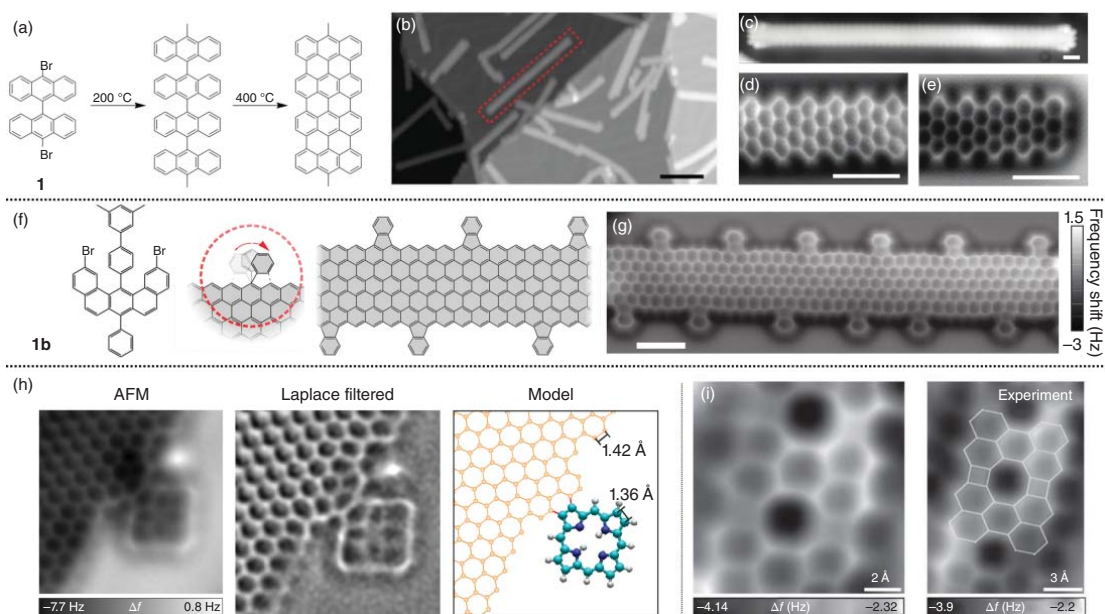 (a)
Br
Br
1
200 °C
400 °C
(b)
(c)
(d)
(e)
(f)
Br
Br
1b
(g)
1.5
Frequency shift (Hz)
–3
(h)
AFM
Laplace filtered
Model
–7.7 Hz
Δf
0.8 Hz
1.42 Å
1.36 Å
(i)
2 Å
–4.14
Δf (Hz)
–2.32
Experiment
3 Å
–3.9
Δf (Hz)
–2.2